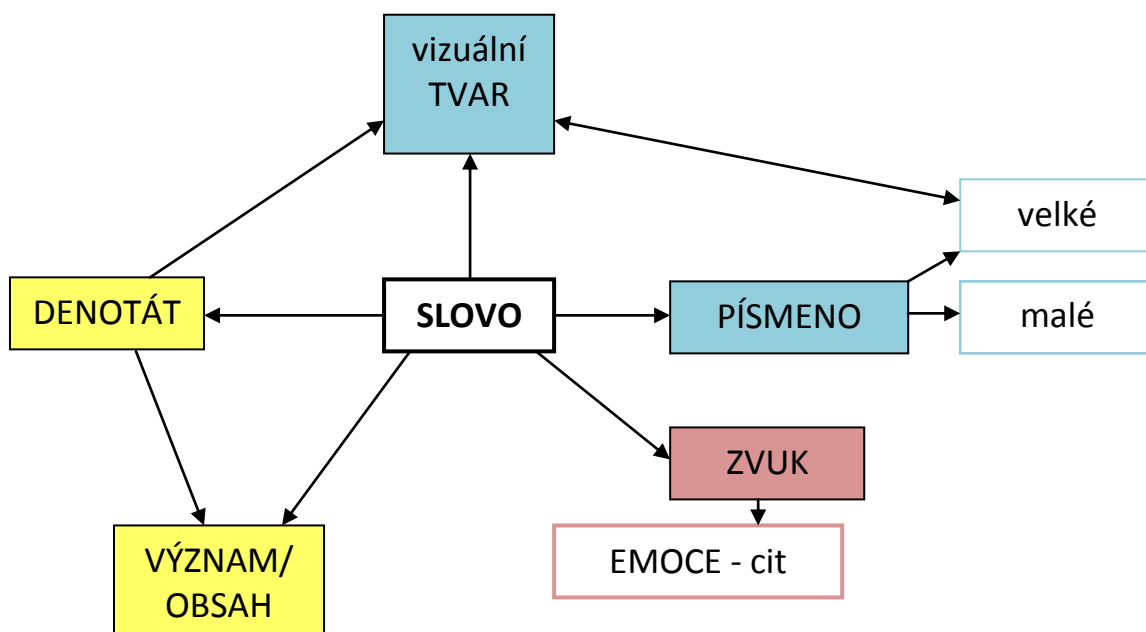 vizuální
TVAR
velké
DENOTÁT
SLOVO
PÍSMENO
malé
ZVUK
VÝZNAM/
OBSAH
EMOCE - cit